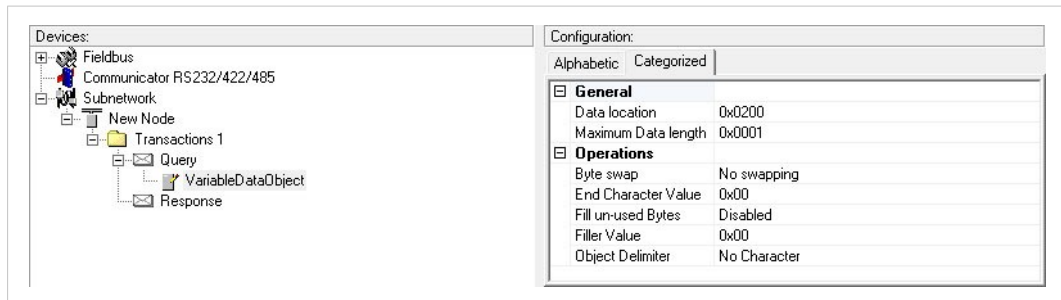 Devices:
Fieldbus
Communicator RS232/422/485
Subnetwork
New Node
Transactions 1
Query
VariableDataObject
Response
Configuration:
Alphabetic Categorized
General
Data location 0x0200
Maximum Data length 0x0001
Operations
Byte swap No swapping
End Character Value 0x00
Fill un-used Bytes Disabled
Filler Value 0x00
Object Delimiter No Character